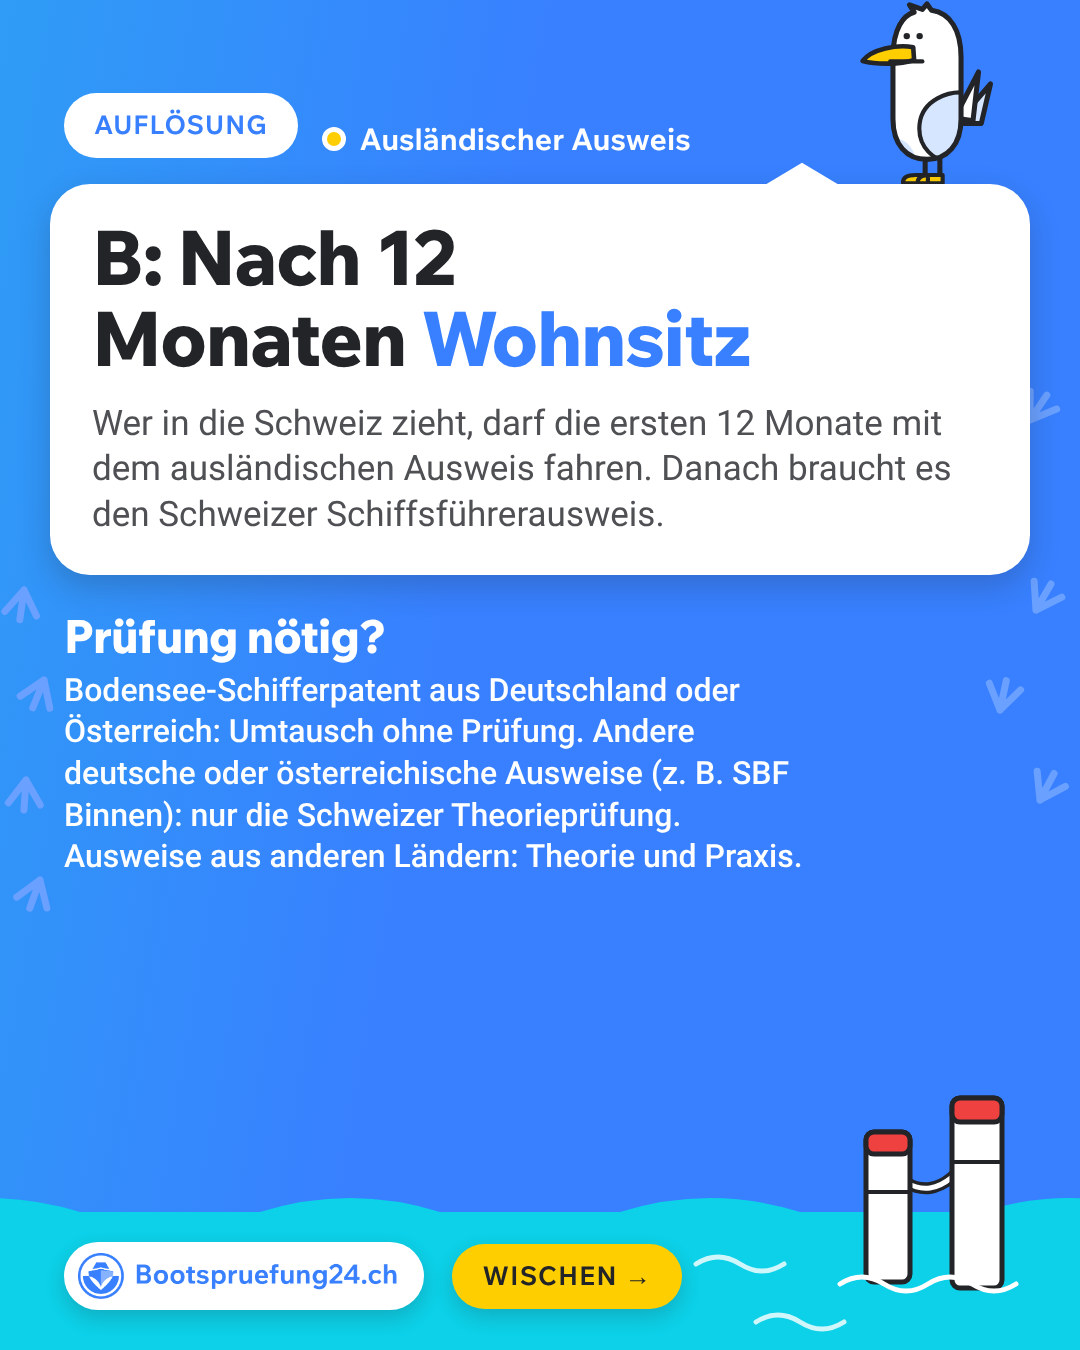 AUFLÖSUNG
Ausländischer Ausweis
B: Nach 12
Monaten Wohnsitz
Wer in die Schweiz zieht, darf die ersten 12 Monate mit
dem ausländischen Ausweis fahren. Danach braucht es
den Schweizer Schiffsführerausweis.
Prüfung nötig?
Bodensee-Schifferpatent aus Deutschland oder
Österreich: Umtausch ohne Prüfung. Andere
deutsche oder österreichische Ausweise (z. B. SBF
Binnen): nur die Schweizer Theorieprüfung.
Ausweise aus anderen Ländern: Theorie und Praxis.
Bootspruefung24.ch
WISCHEN →